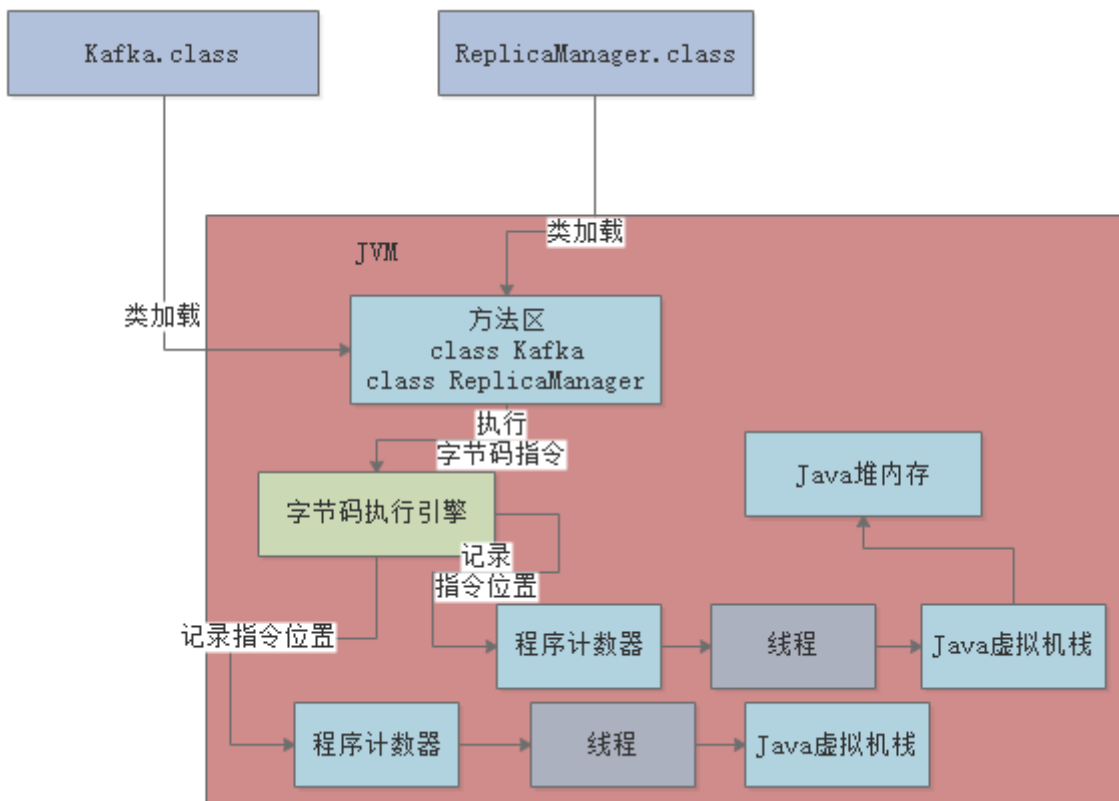 Kafka.class
ReplicaManager.class
类加载
JVM
类加载
方法区
class Kafka
class ReplicaManager
执行
字节码指令
Java堆内存
字节码执行引擎
记录
指令位置
记录指令位置
程序计数器
线程
Java虚拟机栈
程序计数器
线程
Java虚拟机栈